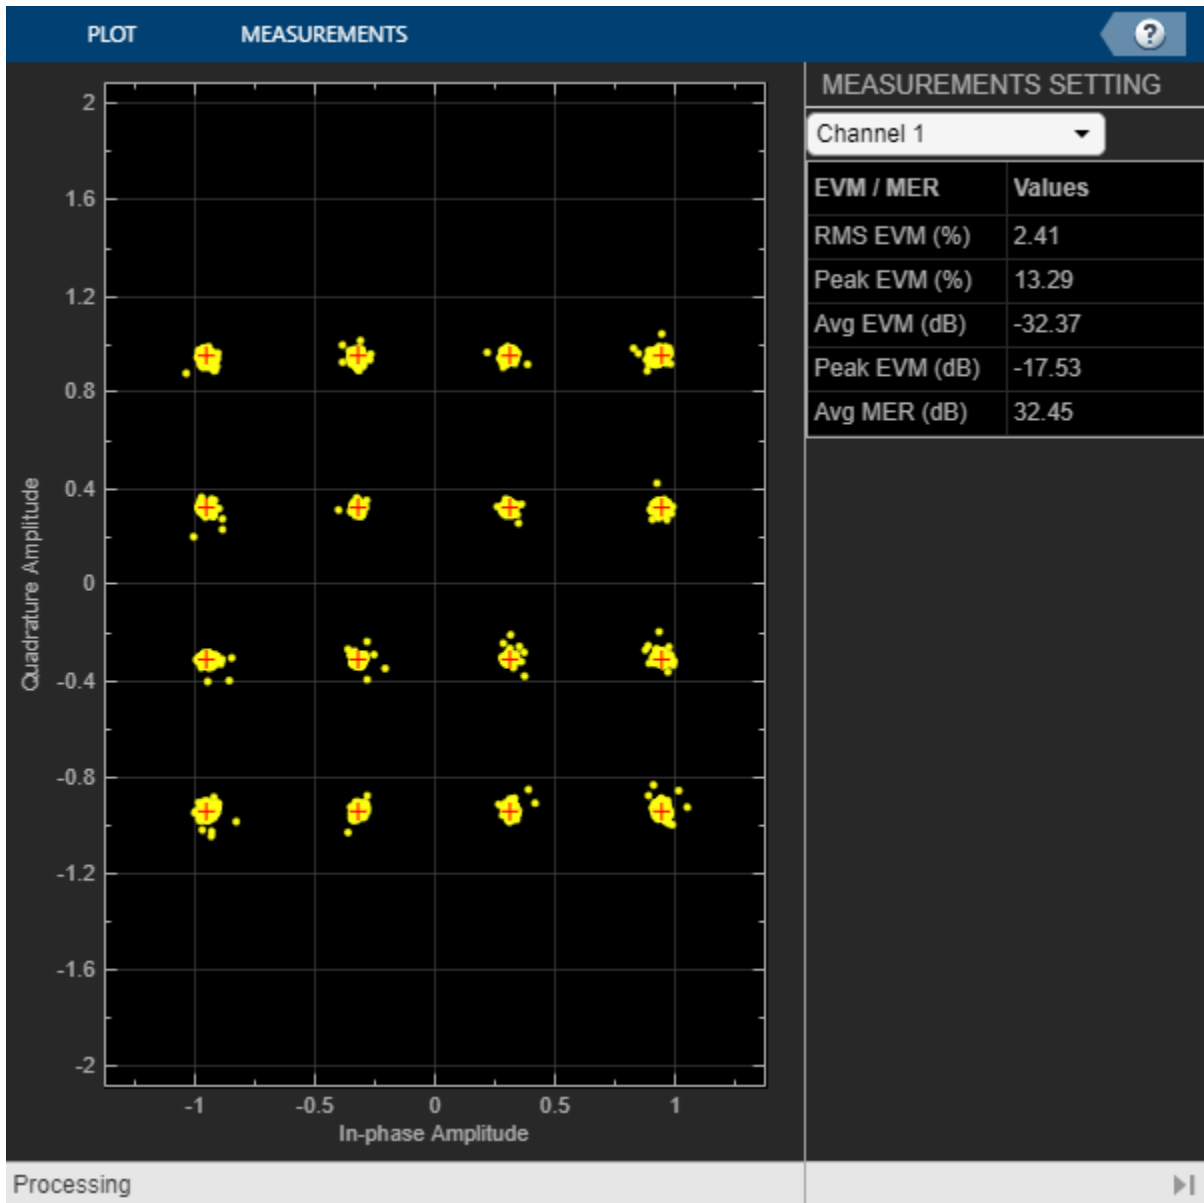 PLOT MEASUREMENTS ?
MEASUREMENTS SETTING
Channel 1
EVM / MER Values
RMS EVM (%) 2.41
Peak EVM (%) 13.29
Avg EVM (dB) -32.37
Peak EVM (dB) -17.53
Avg MER (dB) 32.45
Quadrature Amplitude
2
1.6
1.2
0.8
0.4
0
-0.4
-0.8
-1.2
-1.6
-2
-1 -0.5 0 0.5 1
In-phase Amplitude
Processing